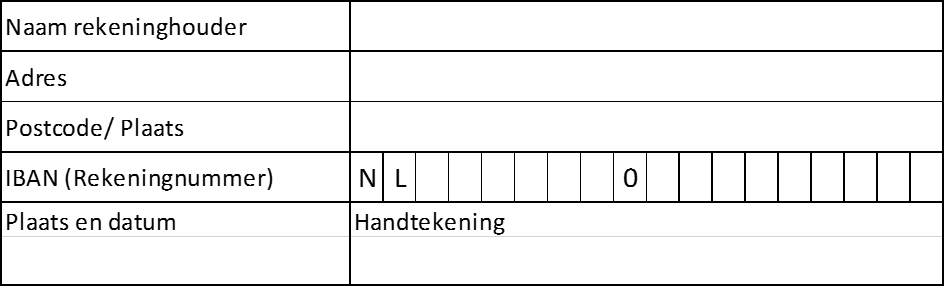 Naam rekeninghouder
Adres
Postcode/ Plaats
IBAN (Rekeningnummer) N L 0
Plaats en datum Handtekening